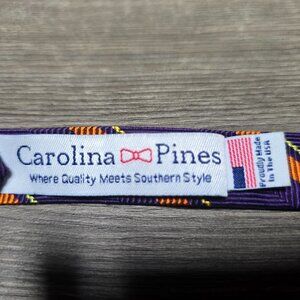 Carolina Pines
Where Quality Meets Southern Style
Proudly Made
In The USA